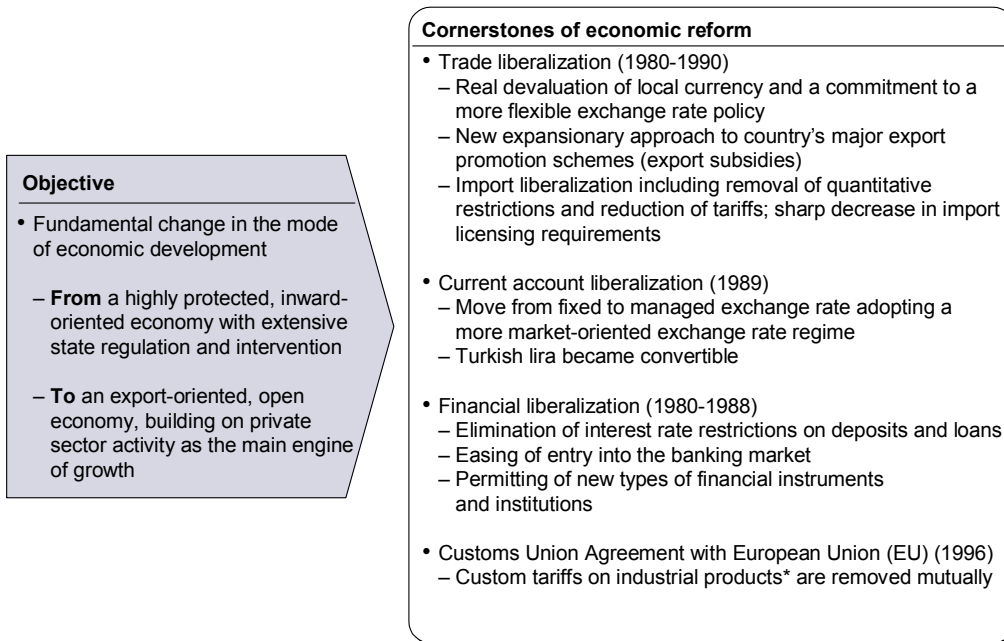 Objective
• Fundamental change in the mode
of economic development
– From a highly protected, inward-
oriented economy with extensive
state regulation and intervention
– To an export-oriented, open
economy, building on private
sector activity as the main engine
of growth
Cornerstones of economic reform
• Trade liberalization (1980-1990)
– Real devaluation of local currency and a commitment to a
more flexible exchange rate policy
– New expansionary approach to country's major export
promotion schemes (export subsidies)
– Import liberalization including removal of quantitative
restrictions and reduction of tariffs; sharp decrease in import
licensing requirements
• Current account liberalization (1989)
– Move from fixed to managed exchange rate adopting a
more market-oriented exchange rate regime
– Turkish lira became convertible
• Financial liberalization (1980-1988)
– Elimination of interest rate restrictions on deposits and loans
– Easing of entry into the banking market
– Permitting of new types of financial instruments
and institutions
• Customs Union Agreement with European Union (EU) (1996)
– Custom tariffs on industrial products* are removed mutually